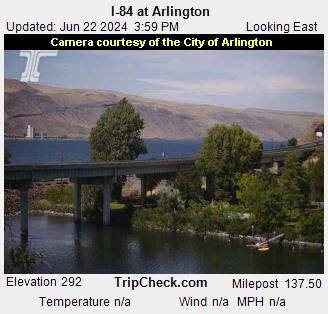 I-84 at Arlington
Updated: Jun 22 2024 3:59 PM Looking East
Camera courtesy of the City of Arlington
Elevation 292 TripCheck.com Milepost 137.50
Temperature n/a Wind n/a MPH n/a